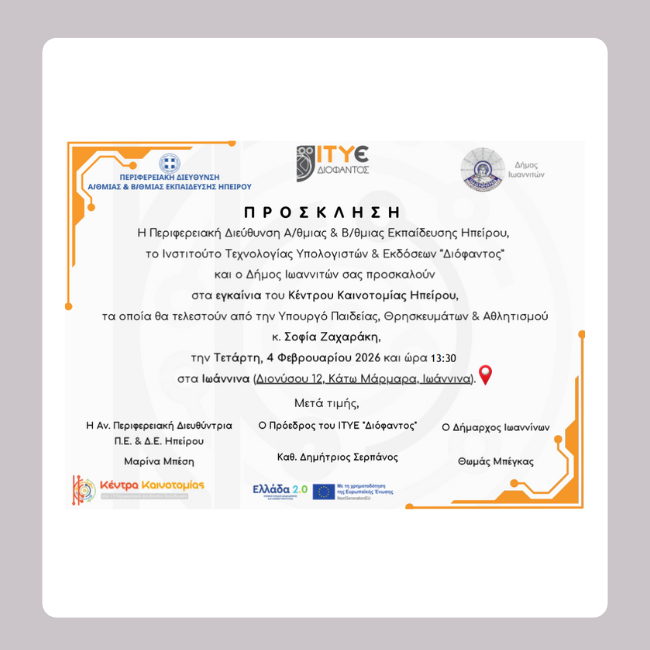 ΠΕΡΙΦΕΡΕΙΑΚΗ ΔΙΕΥΘΥΝΣΗ
Α/ΘΜΙΑΣ & Β/ΘΜΙΑΣ ΕΚΠΑΙΔΕΥΣΗΣ ΗΠΕΙΡΟΥ
ΙΤΥΕ
ΔΙΟΦΑΝΤΟΣ
Δήμος
Ιωαννιτών
ΠΡΟΣΚΛΗΣΗ
Η Περιφερειακή Διεύθυνση Α/θμιας & Β/θμιας Εκπαίδευσης Ηπείρου,
το Ινστιτούτο Τεχνολογίας Υπολογιστών & Εκδόσεων "Διόφαντος"
και ο Δήμος Ιωαννιτών σας προσκαλούν
στα εγκαίνια του Κέντρου Καινοτομίας Ηπείρου,
τα οποία θα τελεστούν από την Υπουργό Παιδείας, Θρησκευμάτων & Αθλητισμού
κ. Σοφία Ζαχαράκη,
την Τετάρτη, 4 Φεβρουαρίου 2026 και ώρα 13:30
στα Ιωάννινα (Διονύσου 12, Κάτω Μάρμαρα, Ιωάννινα).
Μετά τιμής,
Η Αν. Περιφερειακή Διευθύντρια
Π.Ε. & Δ.Ε. Ηπείρου
Μαρίνα Μπέση
Ο Πρόεδρος του ΙΤΥΕ "Διόφαντος"
Καθ. Δημήτριος Σερπάνος
Ο Δήμαρχος Ιωαννίνων
Θωμάς Μπέγκας
Κέντρα Καινοτομίας
Ελλάδα 2.0
Με τη χρηματοδότηση
της Ευρωπαϊκής Ένωσης
NextGenerationEU